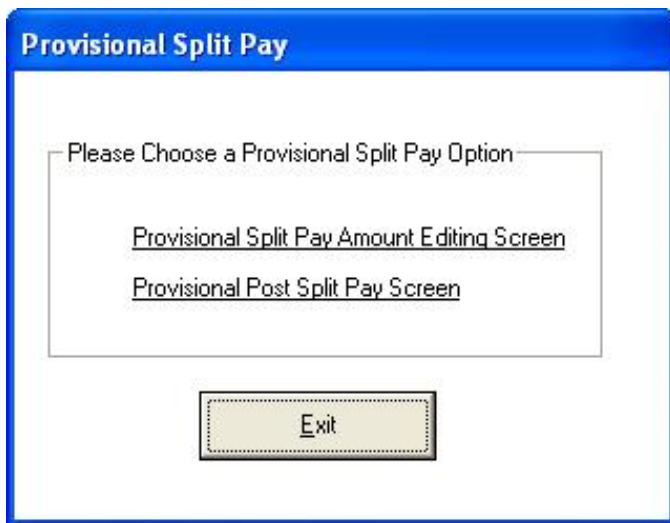 Provisional Split Pay
Please Choose a Provisional Split Pay Option
Provisional Split Pay Amount Editing Screen
Provisional Post Split Pay Screen
Exit